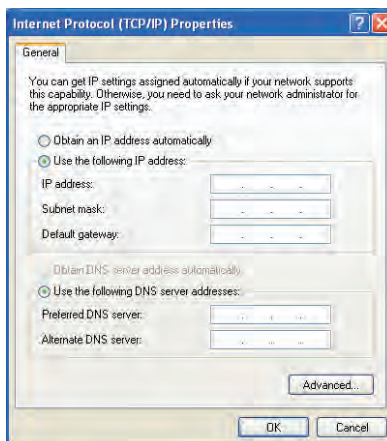 Internet Protocol (TCP/IP) Properties
General
You can get IP settings assigned automatically if your network supports
this capability. Otherwise, you need to ask your network administrator for
the appropriate IP settings.
Obtain an IP address automatically
Use the following IP address:
IP address:
Subnet mask:
Default gateway:
Obtain DNS server address automatically
Use the following DNS server addresses:
Preferred DNS server:
Alternate DNS server:
Advanced...
OK
Cancel